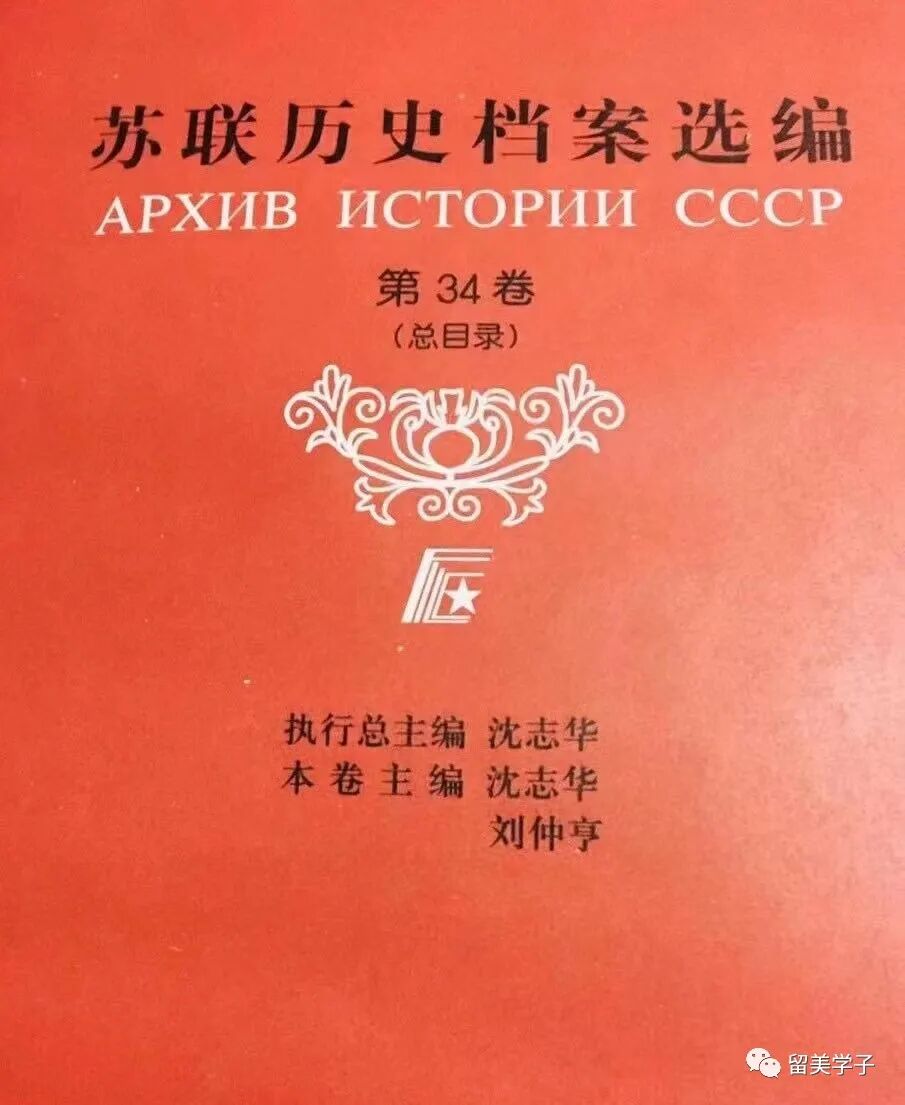 苏联历史档案选编
АРХИВ ИСТОРИИ СССР
第34卷
(总目录)
执行总主编 沈志华
本卷主编 沈志华
刘仲亨
留美学子